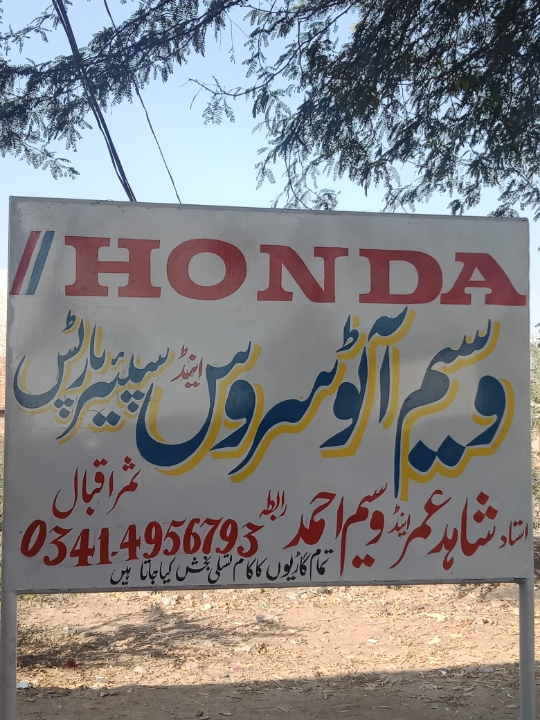 HONDA
وسیم آٹو سروس اینڈ سپیئر پارٹس
ثمر اقبال
استاد شاہد عمر اینڈ وسیم احمد رابطہ 0341-4956793
تمام گاڑیوں کا کام تسلی بخش کیا جاتا ہیں